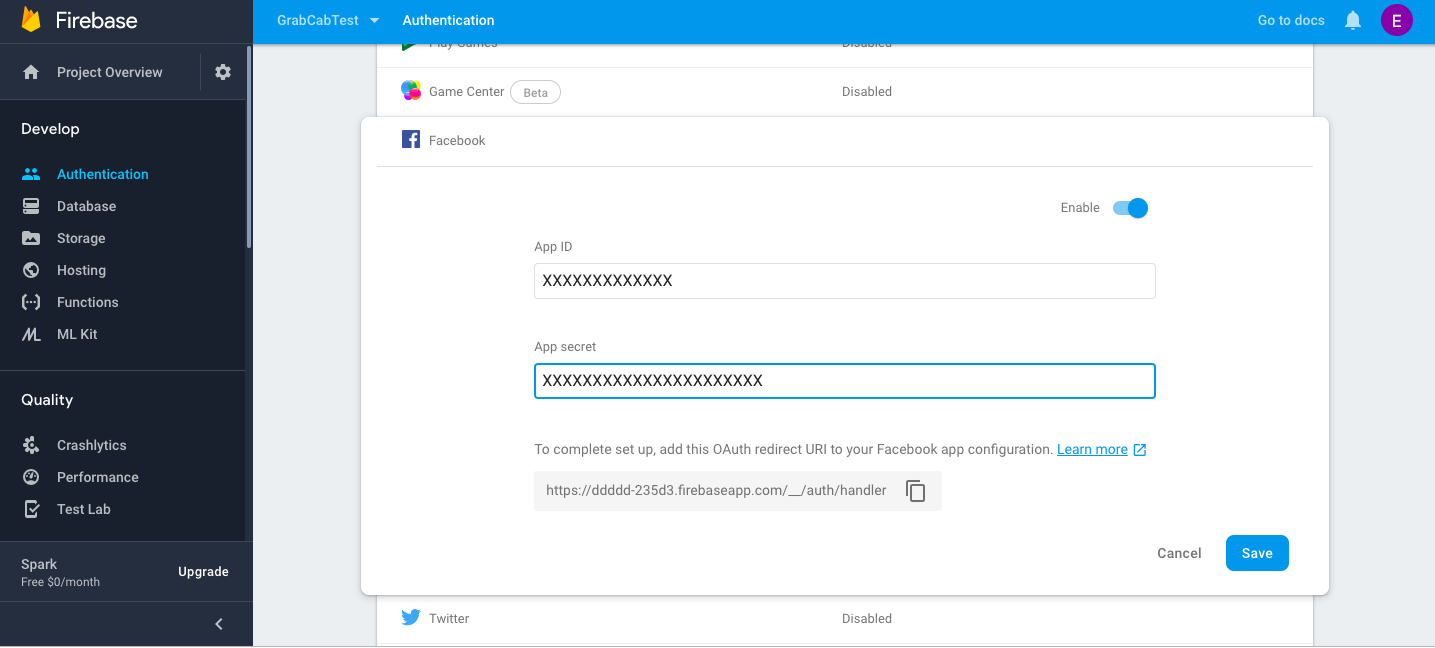 Firebase
GrabCabTest
Authentication
Go to docs
E
Project Overview
Develop
Authentication
Database
Storage
Hosting
Functions
ML Kit
Quality
Crashlytics
Performance
Test Lab
Spark
Free $0/month
Upgrade
Play Games
Disabled
Game Center
Beta
Disabled
Facebook
Enable
App ID
XXXXXXXXXXXXX
App secret
XXXXXXXXXXXXXXXXXXXXXX
To complete set up, add this OAuth redirect URI to your Facebook app configuration. Learn more
https://ddddd-235d3.firebaseapp.com/__/auth/handler
Cancel
Save
Twitter
Disabled